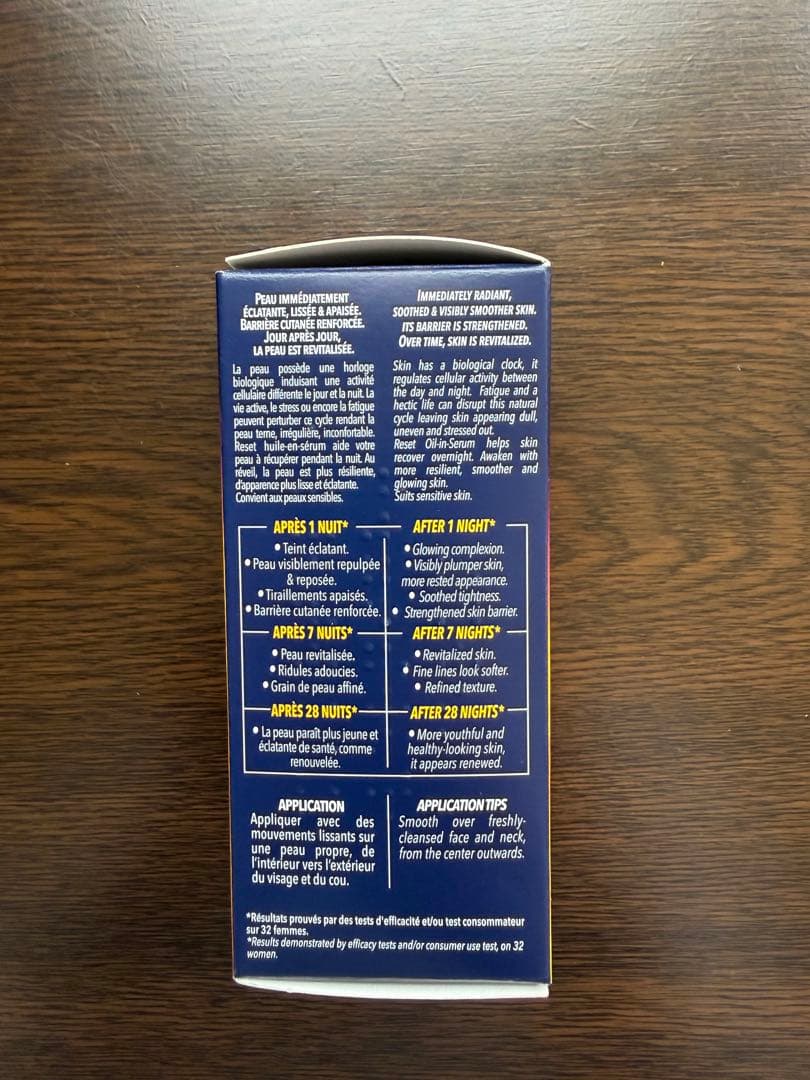 PEAU IMMÉDIATEMENT
ÉCLATANTE, LISSÉE & APAISÉE.
BARRIÈRE CUTANÉE RENFORCÉE.
JOUR APRÈS JOUR,
LA PEAU EST REVITALISÉE.
La peau possède une horloge
biologique induisant une activité
cellulaire différente le jour et la nuit. La
vie active, le stress ou encore la fatigue
peuvent perturber ce cycle rendant la
peau terne, irrégulière, inconfortable.
Reset huile-en-sérum aide votre
peau à récupérer pendant la nuit. Au
réveil, la peau est plus résiliente,
d'apparence plus lisse et éclatante.
Convient aux peaux sensibles.
IMMEDIATELY RADIANT,
SOOTHED & VISIBLY SMOOTHER SKIN.
ITS BARRIER IS STRENGTHENED.
OVER TIME, SKIN IS REVITALIZED.
Skin has a biological clock, it
regulates cellular activity between
the day and night. Fatigue and a
hectic life can disrupt this natural
cycle leaving skin appearing dull,
uneven and stressed out.
Reset Oil-in-Serum helps skin
recover overnight. Awaken with
more resilient, smoother and
glowing skin.
Suits sensitive skin.
APRÈS 1 NUIT*
• Teint éclatant.
• Peau visiblement repulpée
& reposée.
• Tiraillements apaisés.
• Barrière cutanée renforcée.
AFTER 1 NIGHT*
• Glowing complexion.
• Visibly plumper skin,
more rested appearance.
• Soothed tightness.
• Strengthened skin barrier.
APRÈS 7 NUITS*
• Peau revitalisée.
• Ridules adoucies.
• Grain de peau affiné.
AFTER 7 NIGHTS*
• Revitalized skin.
• Fine lines look softer.
• Refined texture.
APRÈS 28 NUITS*
• La peau paraît plus jeune et
éclatante de santé, comme
renouvelée.
AFTER 28 NIGHTS*
• More youthful and
healthy-looking skin,
it appears renewed.
APPLICATION
Appliquer avec des
mouvements lissants sur
une peau propre, de
l'intérieur vers l'extérieur
du visage et du cou.
APPLICATION TIPS
Smooth over freshly-
cleansed face and neck,
from the center outwards.
*Résultats prouvés par des tests d'efficacité et/ou test consommateur
sur 32 femmes.
*Results demonstrated by efficacy tests and/or consumer use test, on 32
women.